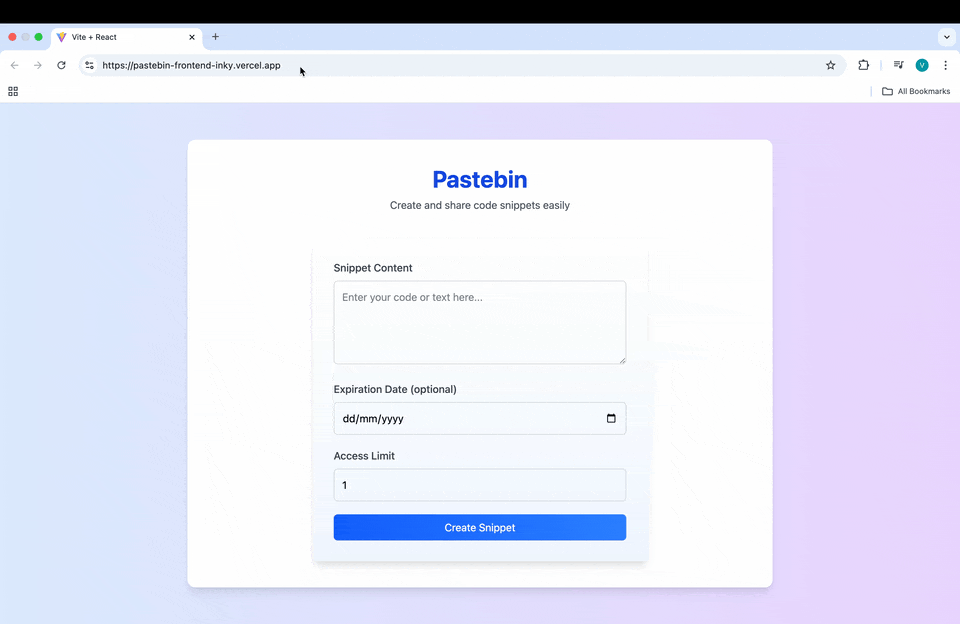 Vite + React
https://pastebin-frontend-inky.vercel.app
V
All Bookmarks
Pastebin
Create and share code snippets easily
Snippet Content
Enter your code or text here...
Expiration Date (optional)
dd/mm/yyyy
Access Limit
1
Create Snippet